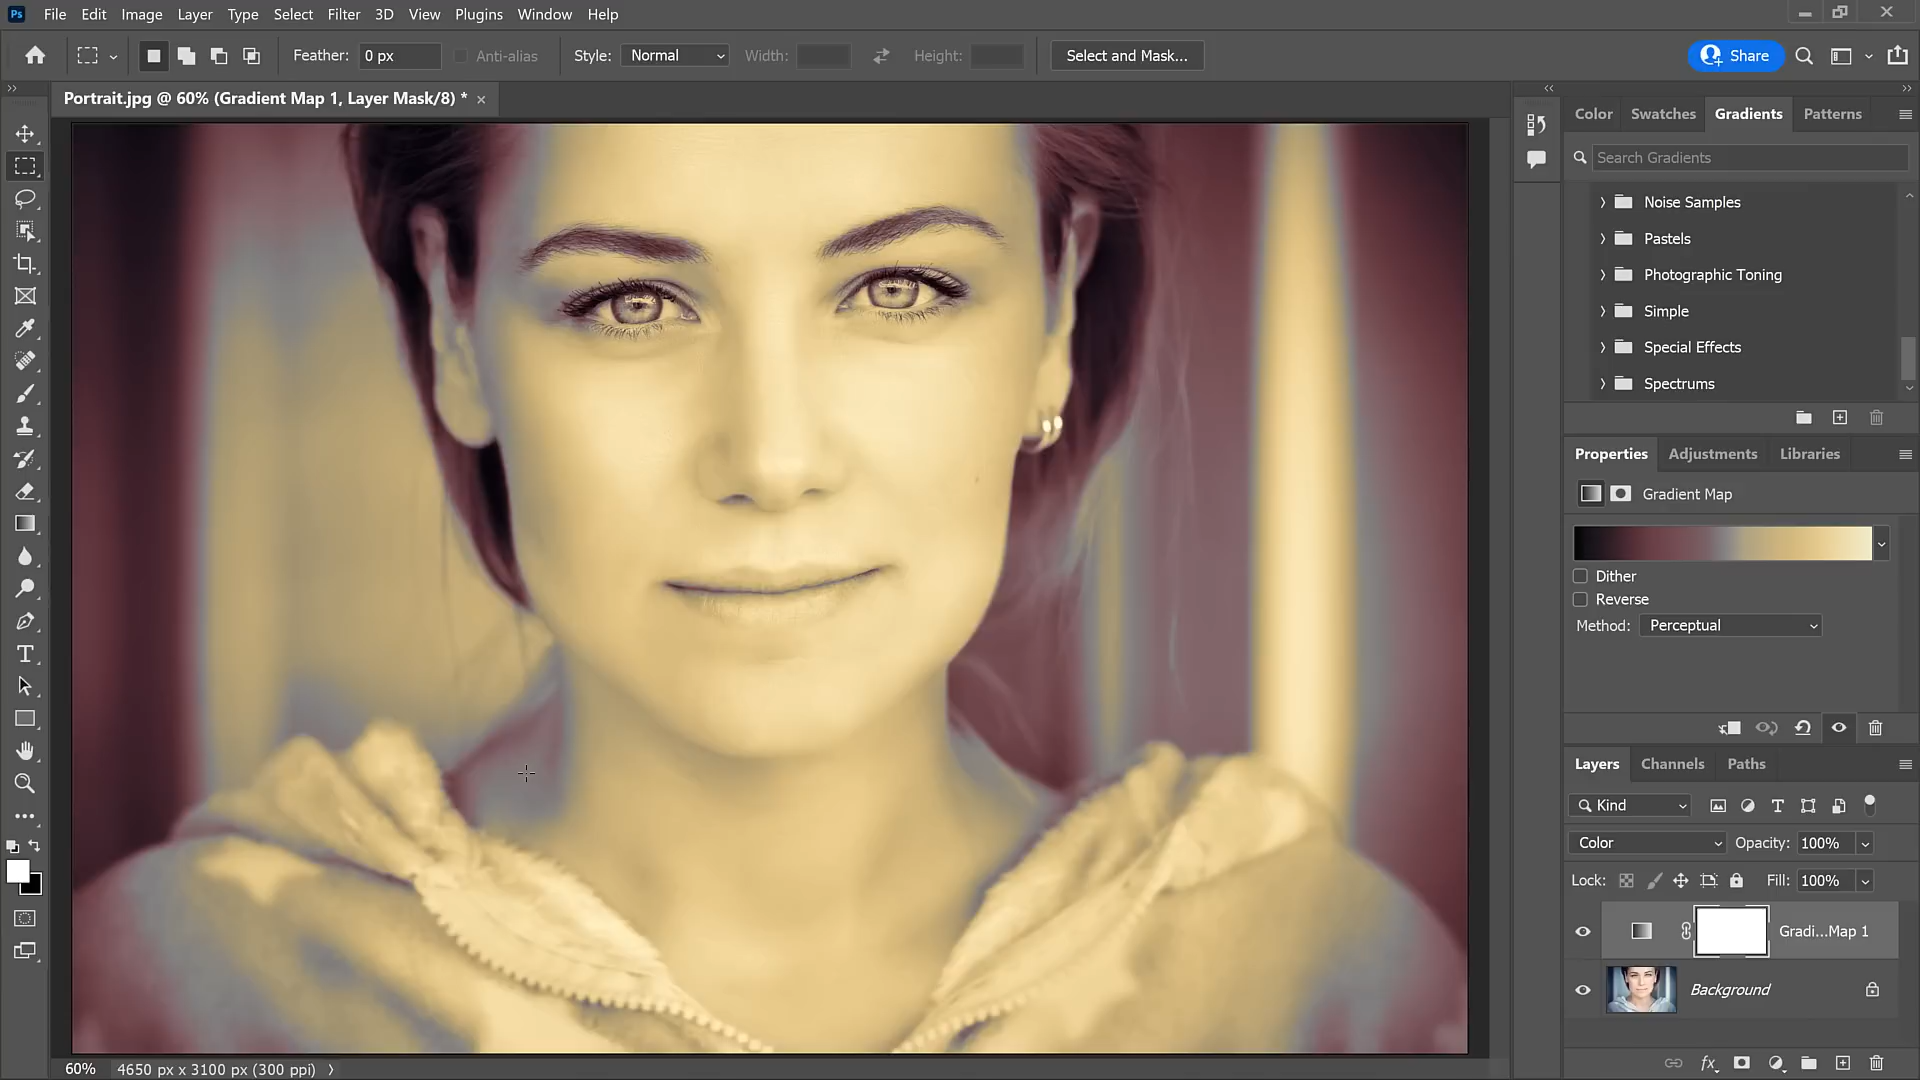 Ps File Edit Image Layer Type Select Filter 3D View Plugins Window Help
Feather: 0 px Anti-alias Style: Normal Width: Height: Select and Mask... Share
Portrait.jpg @ 60% (Gradient Map 1, Layer Mask/8) * ×
Color Swatches Gradients Patterns
Search Gradients
Noise Samples
Pastels
Photographic Toning
Simple
Special Effects
Spectrums
Properties Adjustments Libraries
Gradient Map
Dither
Reverse
Method: Perceptual
Layers Channels Paths
Kind
Color Opacity: 100%
Lock: Fill: 100%
Gradi...Map 1
Background
60% 4650 px x 3100 px (300 ppi)